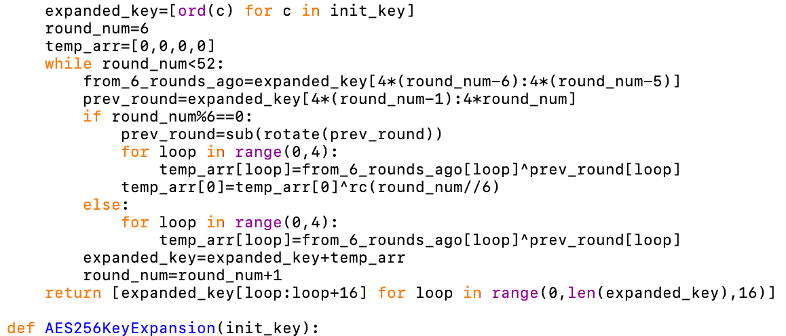 expanded_key=[ord(c) for c in init_key]
    round_num=6
    temp_arr=[0,0,0,0]
    while round_num<52:
        from_6_rounds_ago=expanded_key[4*(round_num-6):4*(round_num-5)]
        prev_round=expanded_key[4*(round_num-1):4*round_num]
        if round_num%6==0:
            prev_round=sub(rotate(prev_round))
            for loop in range(0,4):
                temp_arr[loop]=from_6_rounds_ago[loop]^prev_round[loop]
            temp_arr[0]=temp_arr[0]^rc(round_num//6)
        else:
            for loop in range(0,4):
                temp_arr[loop]=from_6_rounds_ago[loop]^prev_round[loop]
        expanded_key=expanded_key+temp_arr
        round_num=round_num+1
    return [expanded_key[loop:loop+16] for loop in range(0,len(expanded_key),16)]

def AES256KeyExpansion(init_key):